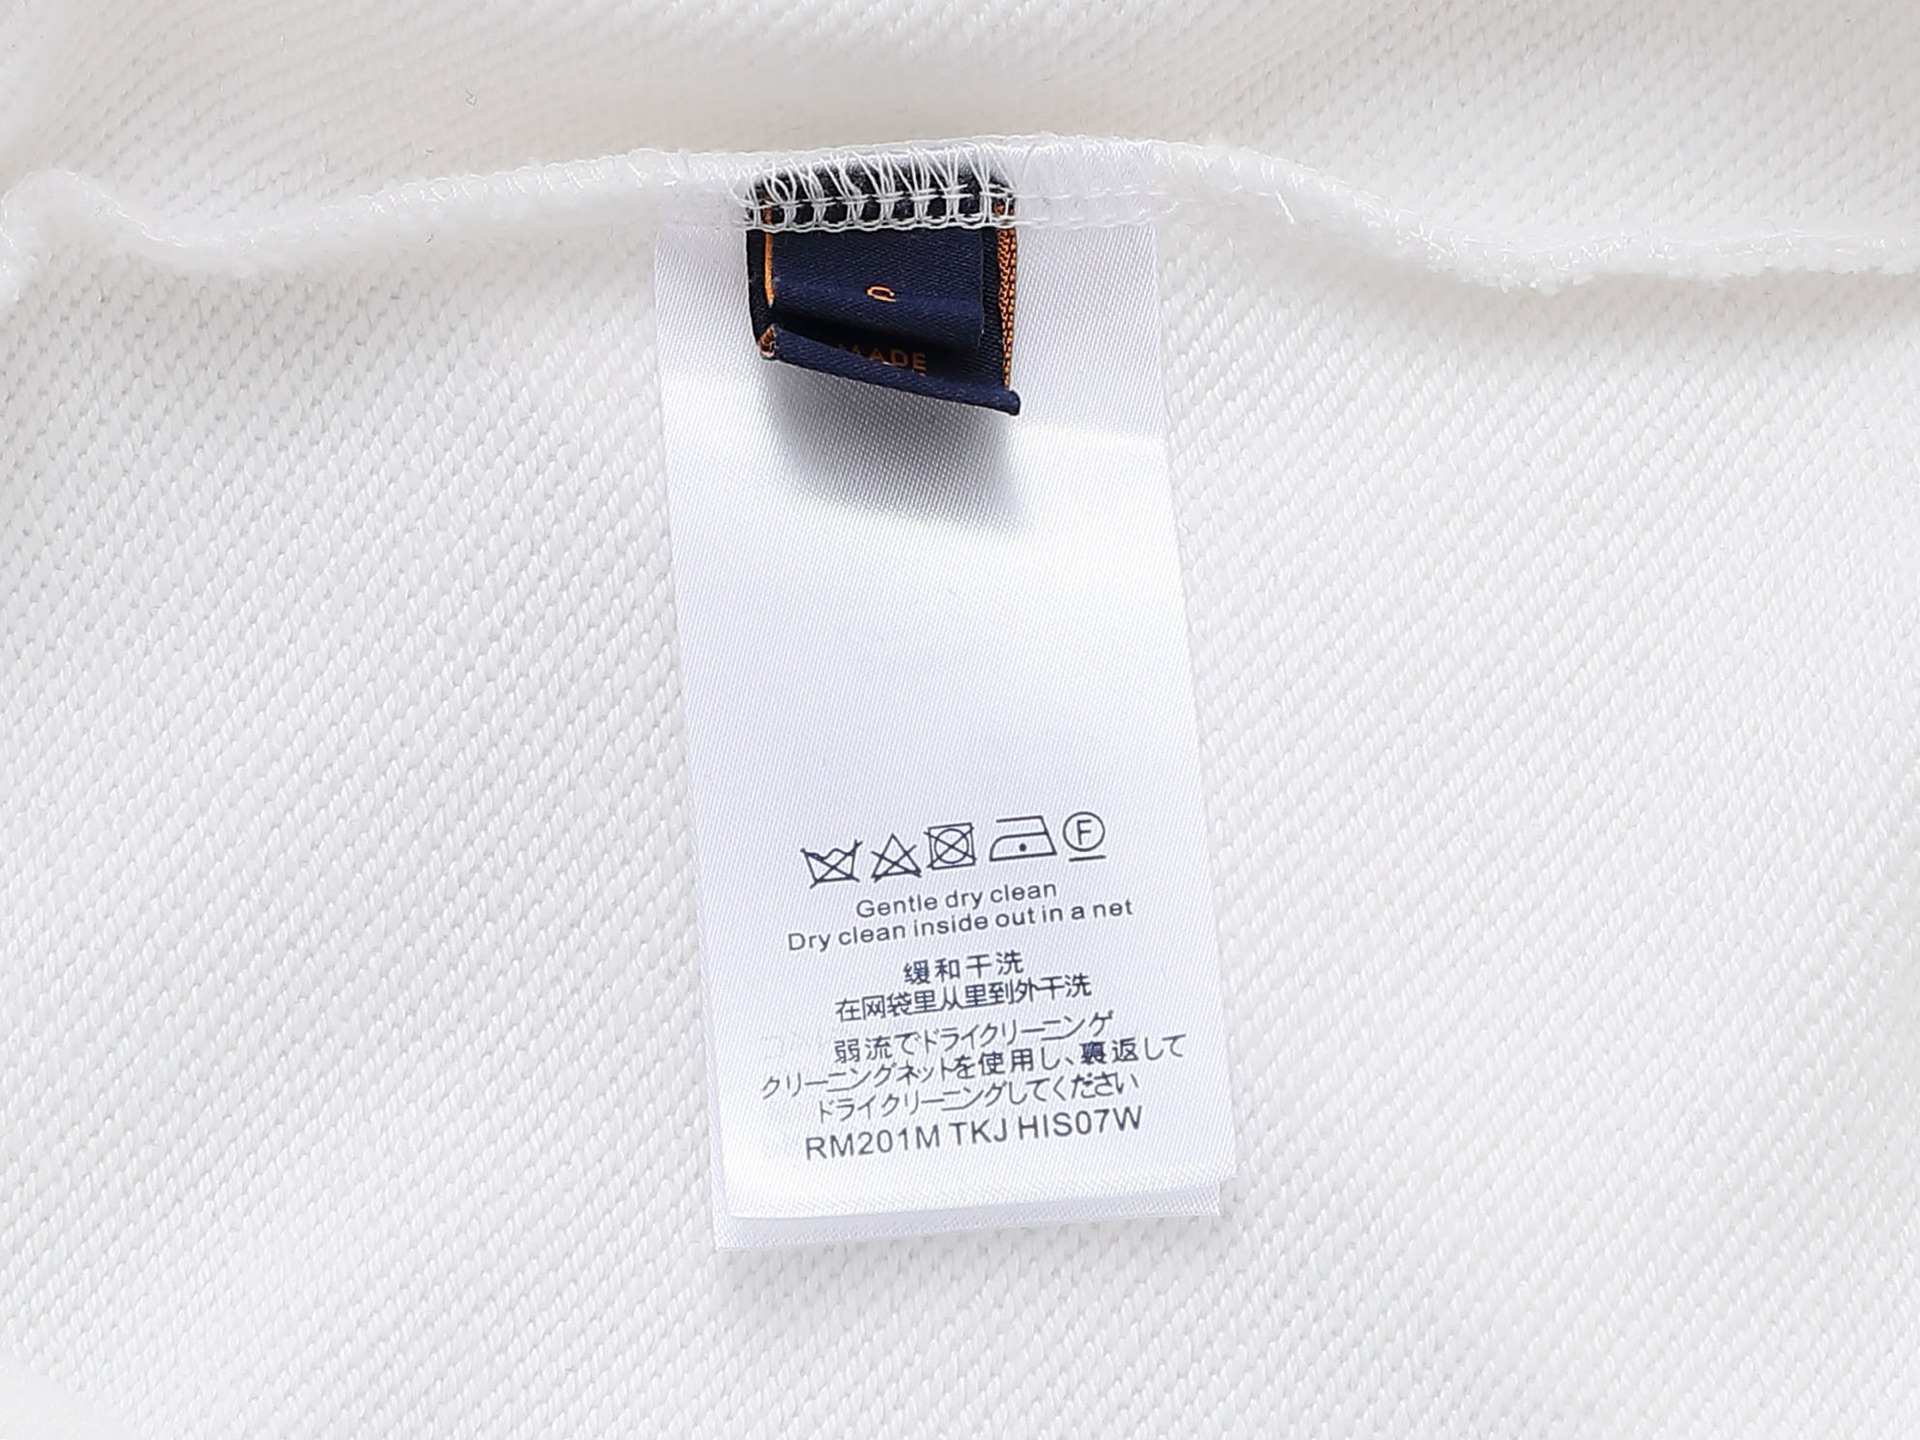 MADE
F
Gentle dry clean
Dry clean inside out in a net
缓和干洗
在网袋里从里到外干洗
弱流でドライクリーニング
クリーニングネットを使用し、裏返して
ドライクリーニングしてください
RM201M TKJ HIS07W